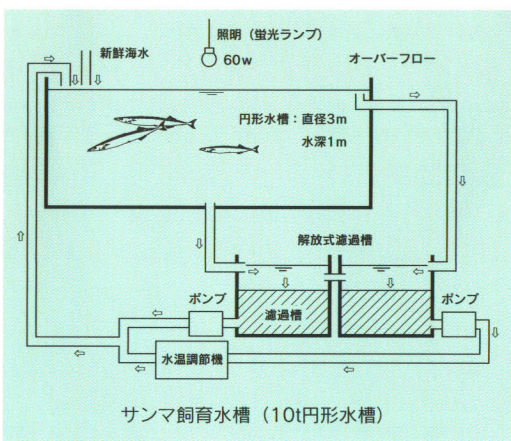 照明（蛍光ランプ）
60w
新鮮海水
オーバーフロー
円形水槽：直径3m
水深1m
解放式濾過槽
ポンプ
濾過槽
ポンプ
水温調節機
サンマ飼育水槽（10t円形水槽）